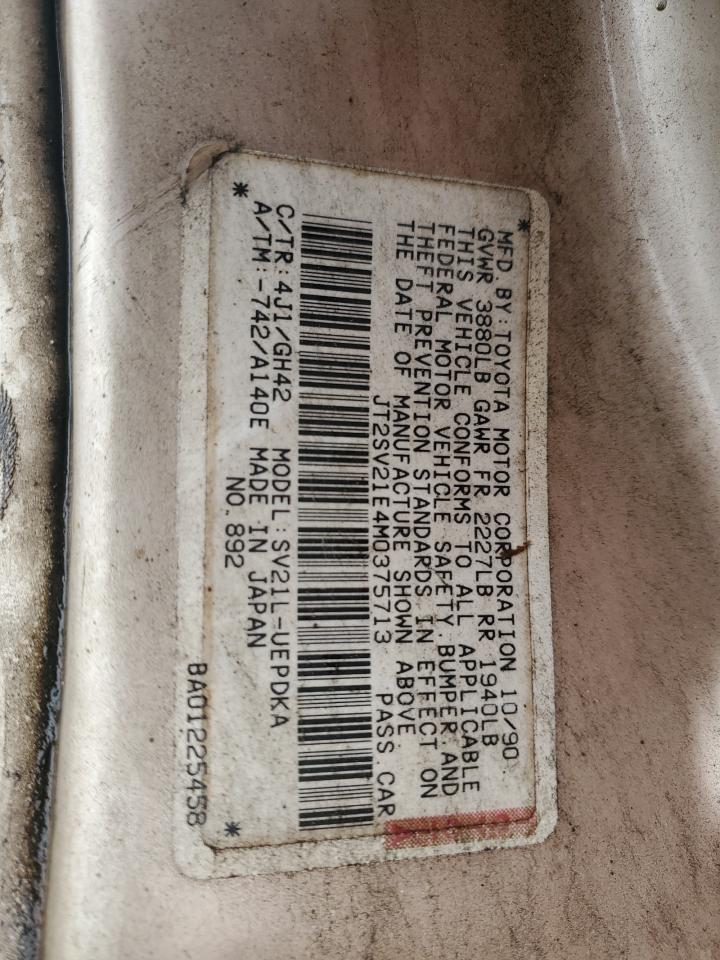 MFD BY:TOYOTA MOTOR CORPORATION 10/90
GVWR 3880LB GAWR FR 2227LB RR 1940LB
THIS VEHICLE CONFORMS TO ALL APPLICABLE
FEDERAL MOTOR VEHICLE SAFETY,BUMPER,AND
THEFT PREVENTION STANDARDS IN EFFECT ON
THE DATE OF MANUFACTURE SHOWN ABOVE.
JT2SV21E4M0375713 PASS.CAR
C/TR:4J1/GH42 MODEL:SV21L-UEPDKA
A/TM:-742/A140E MADE IN JAPAN
NO.892
BA01225458